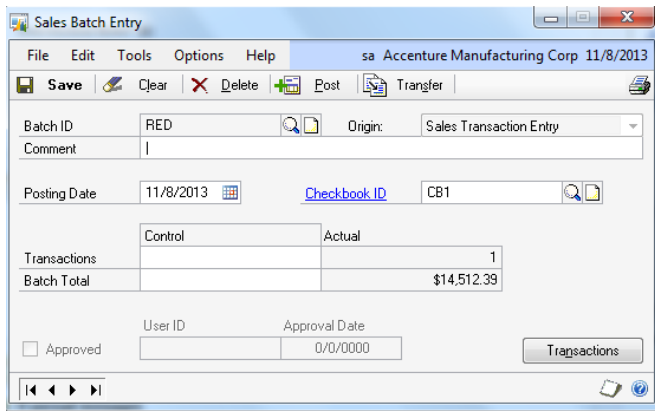 Sales Batch Entry
File Edit Tools Options Help sa Accenture Manufacturing Corp 11/8/2013
Save Clear Delete Post Transfer
Batch ID RED Origin: Sales Transaction Entry
Comment
Posting Date 11/8/2013 Checkbook ID CB1
Control Actual
Transactions 1
Batch Total $14,512.39
User ID Approval Date
Approved 0/0/0000 Transactions